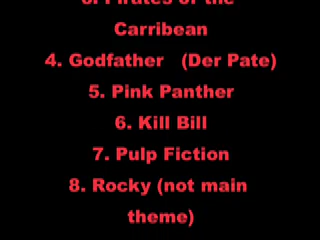 3. Pirates of the
Carribean
4. Godfather (Der Pate)
5. Pink Panther
6. Kill Bill
7. Pulp Fiction
8. Rocky (not main
theme)